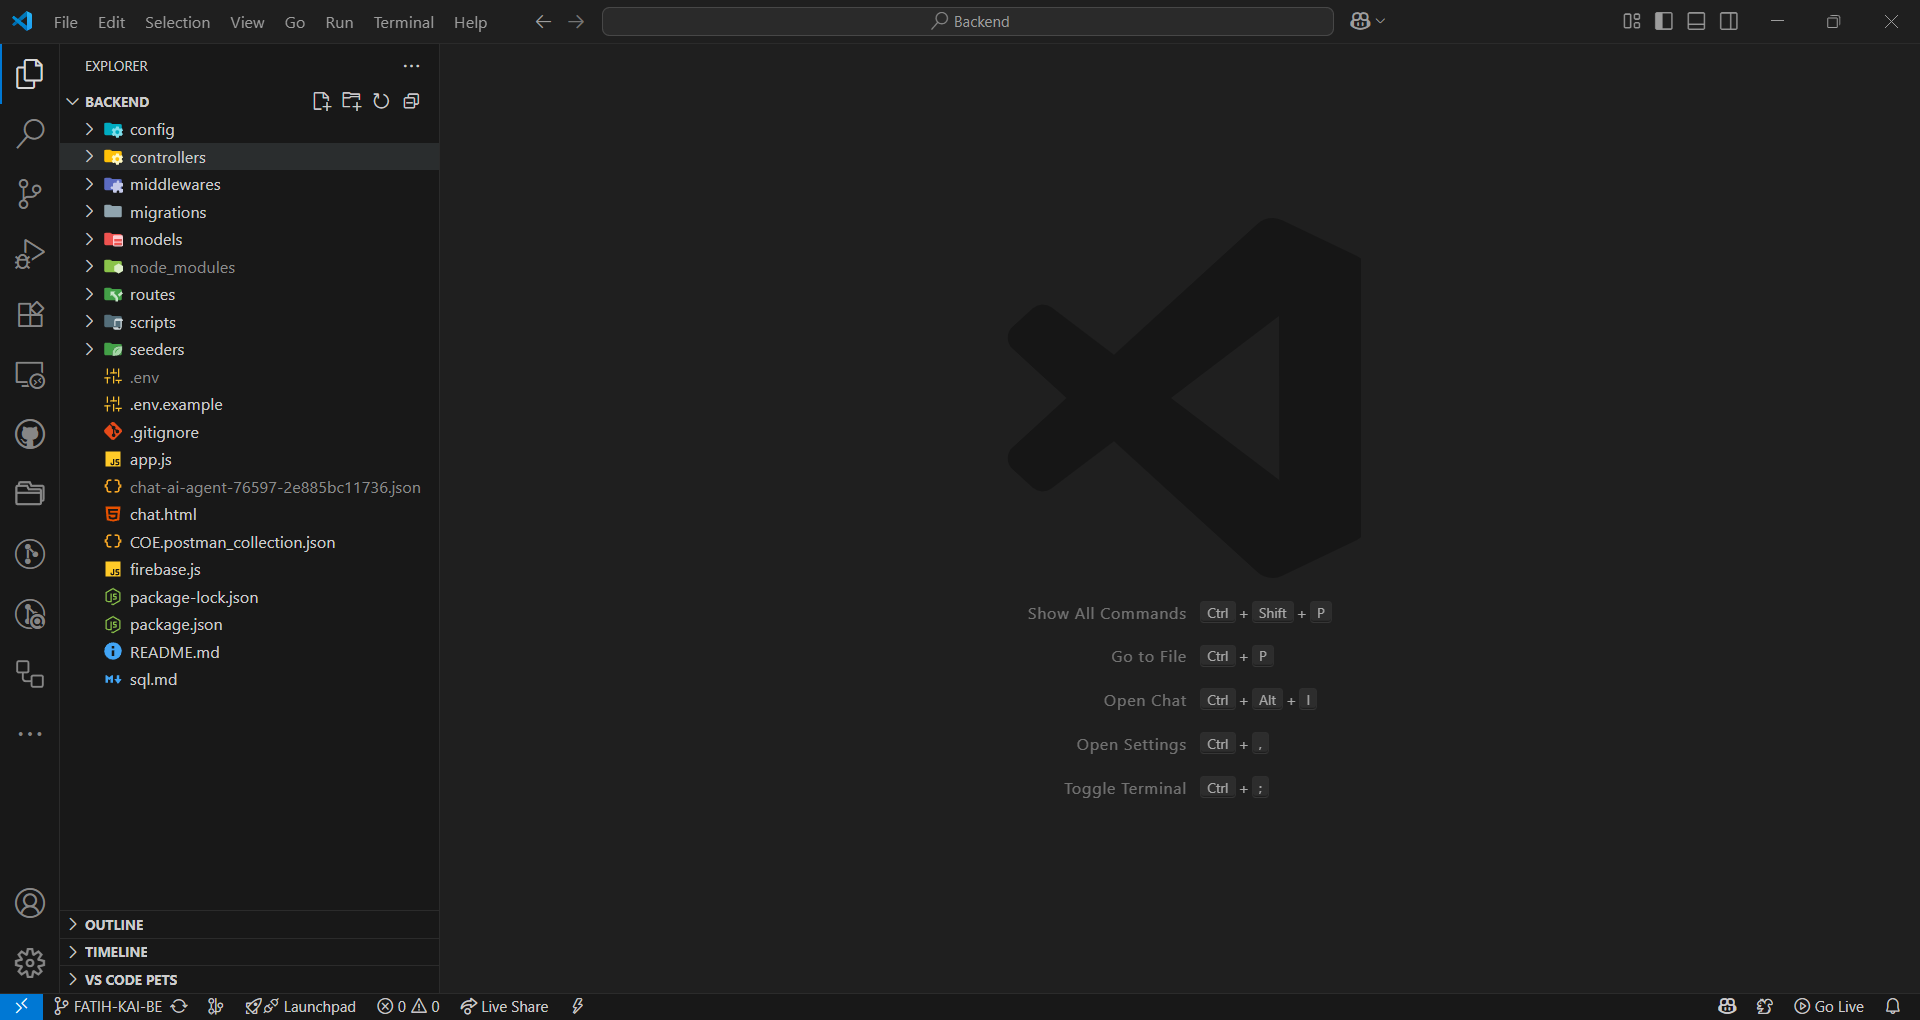 File Edit Selection View Go Run Terminal Help
Backend
EXPLORER
BACKEND
config
controllers
middlewares
migrations
models
node_modules
routes
scripts
seeders
.env
.env.example
.gitignore
app.js
chat-ai-agent-76597-2e885bc11736.json
chat.html
COE.postman_collection.json
firebase.js
package-lock.json
package.json
README.md
sql.md
Show All Commands Ctrl + Shift + P
Go to File Ctrl + P
Open Chat Ctrl + Alt + I
Open Settings Ctrl + ,
Toggle Terminal Ctrl + ;
OUTLINE
TIMELINE
VS CODE PETS
FATIH-KAI-BE Launchpad 0 0 Live Share Go Live